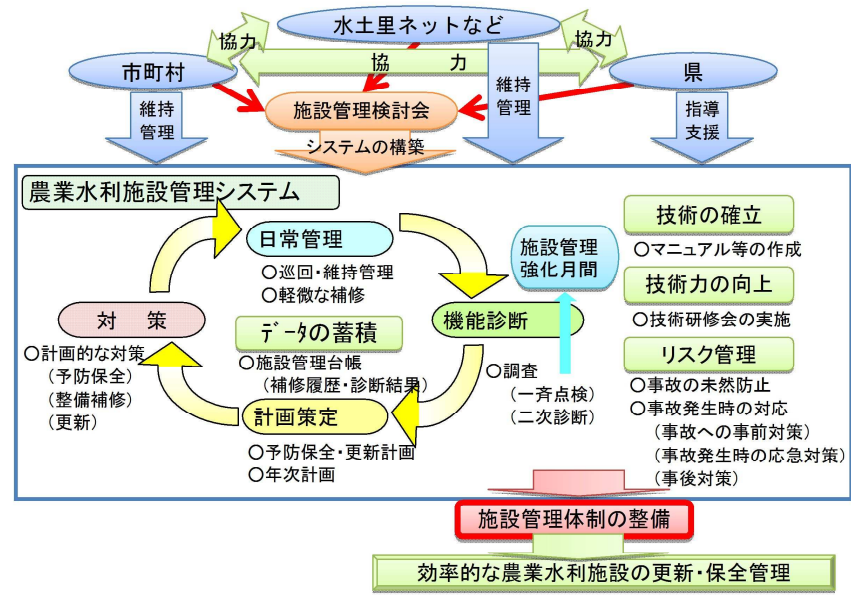 水土里ネットなど
協力
協力
協　　力
市町村
県
維持
管理
施設管理検討会
維持
管理
指導
支援
システムの構築
農業水利施設管理システム
日常管理
○巡回・維持管理
○軽微な補修
施設管理
強化月間
技術の確立
○マニュアル等の作成
技術力の向上
○技術研修会の実施
対　策
○計画的な対策
（予防保全）
（整備補修）
（更新）
データの蓄積
○施設管理台帳
（補修履歴・診断結果）
機能診断
○調査
（一斉点検）
（二次診断）
リスク管理
○事故の未然防止
○事故発生時の対応
（事故への事前対策）
（事故発生時の応急対策）
（事後対策）
計画策定
○予防保全・更新計画
○年次計画
施設管理体制の整備
効率的な農業水利施設の更新・保全管理